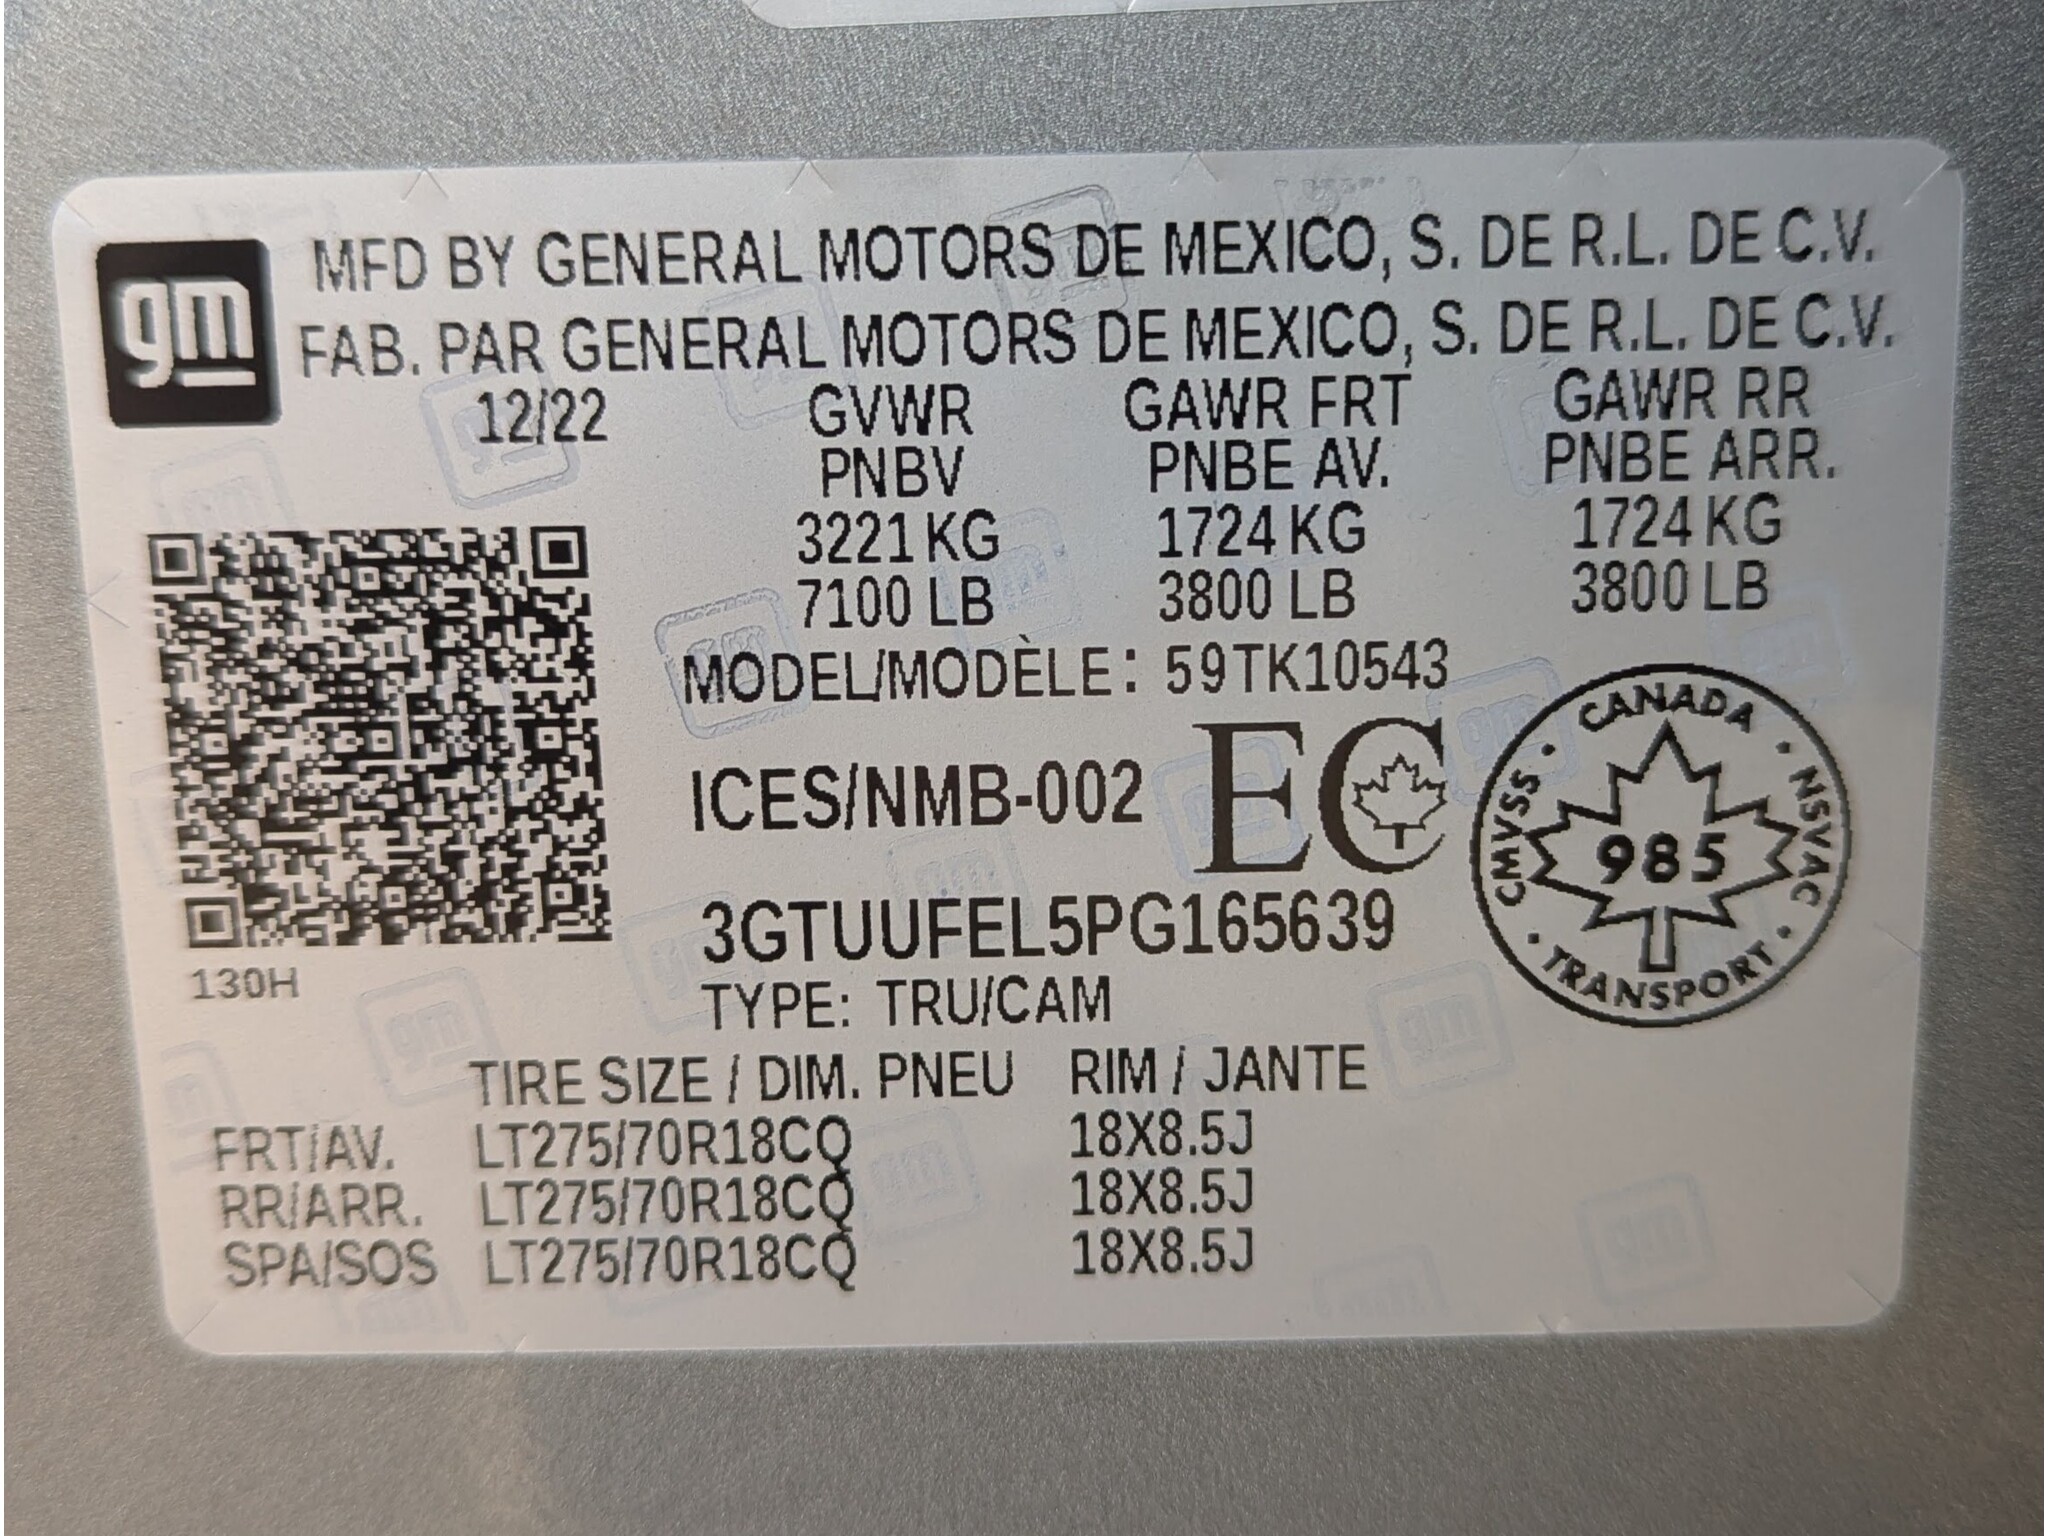 gm
MFD BY GENERAL MOTORS DE MEXICO, S. DE R.L. DE C.V.
FAB. PAR GENERAL MOTORS DE MEXICO, S. DE R.L. DE C.V.
12/22 GVWR GAWR FRT GAWR RR
PNBV PNBE AV. PNBE ARR.
3221 KG 1724 KG 1724 KG
7100 LB 3800 LB 3800 LB
MODEL/MODÈLE: 59TK10543
ICES/NMB-002 EC
CANADA
CMVSS · 985 · NSVAC
TRANSPORT
3GTUUFEL5PG165639
130H
TYPE: TRU/CAM
TIRE SIZE / DIM. PNEU RIM / JANTE
FRT/AV. LT275/70R18CQ 18X8.5J
RR/ARR. LT275/70R18CQ 18X8.5J
SPA/SOS LT275/70R18CQ 18X8.5J